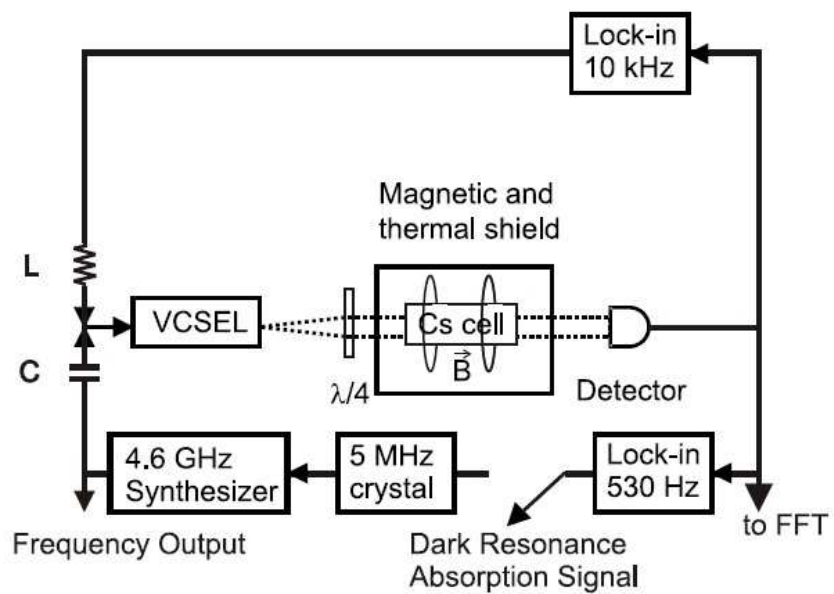 Lock-in
10 kHz
Magnetic and
thermal shield
L
VCSEL
Cs cell
B
C
λ/4
Detector
4.6 GHz
Synthesizer
5 MHz
crystal
Lock-in
530 Hz
to FFT
Frequency Output
Dark Resonance
Absorption Signal